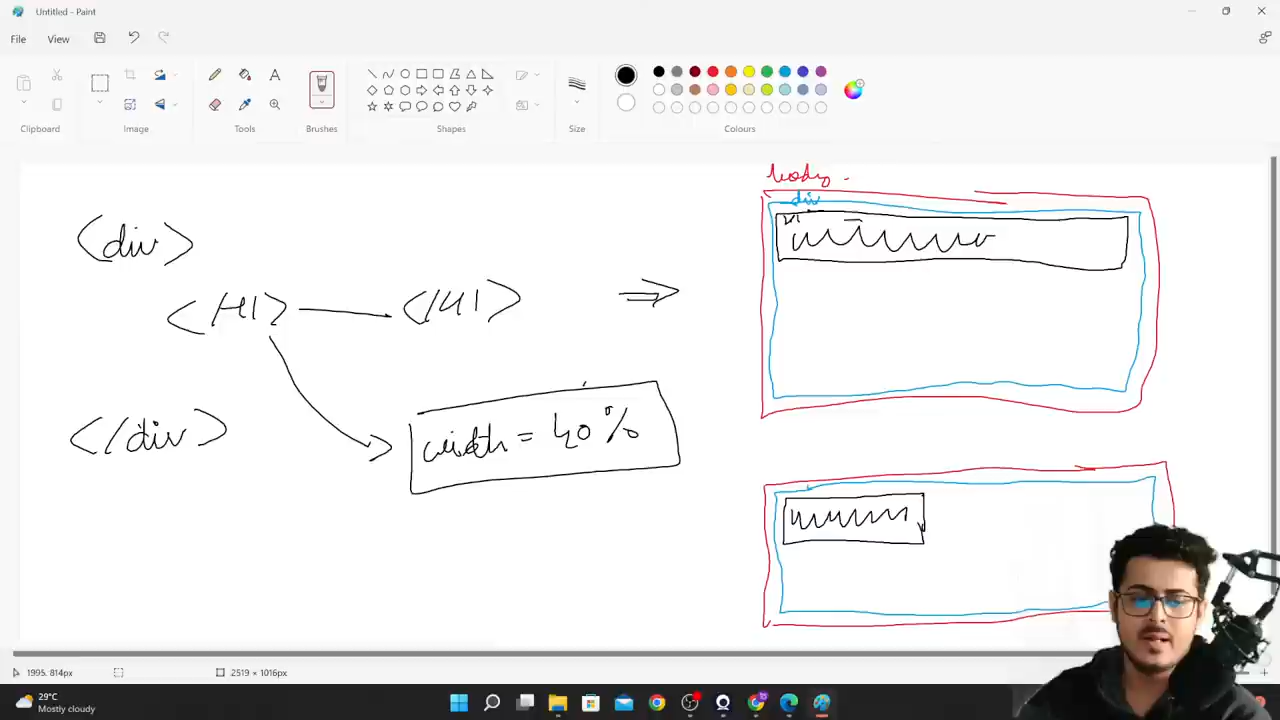 Untitled - Paint
File View
Clipboard Image Tools Brushes Shapes Size Colours
body
div
H1
<div>
<H1> </H1>
</div>
width = 40%
1995, 814px 2519 × 1016px
29°C
Mostly cloudy